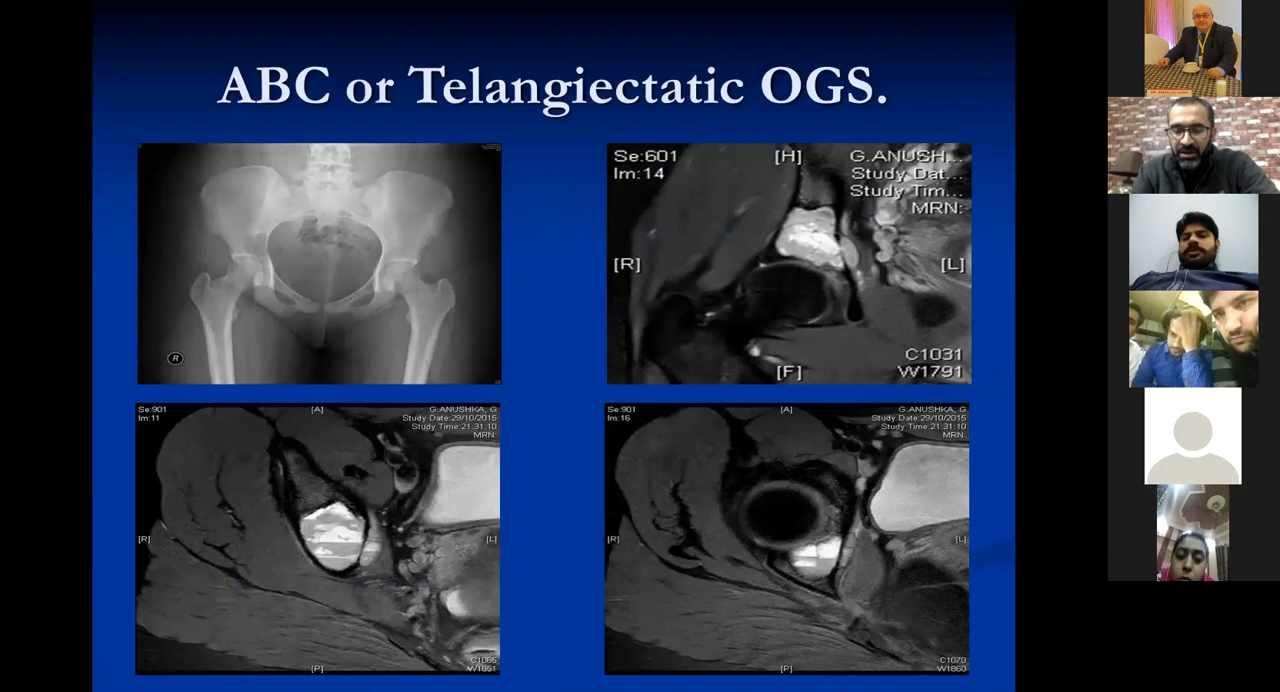 ABC or Telangiectatic OGS.
R
Se:601
Im:14
[H]
G.ANUSH...
Study Dat...
Study Tim...
MRN:
[R]
[L]
C1031
W1791
[F]
Se:901
Im:11
[A]
G.ANUSHKA, G
Study Date:29/10/2015
Study Time:21:31:10
MRN:
[R]
[L]
[P]
C1065
W1851
Se:901
Im:16
[A]
G.ANUSHKA, G
Study Date:29/10/2015
Study Time:21:31:10
MRN:
[R]
[L]
[P]
C1070
W1860